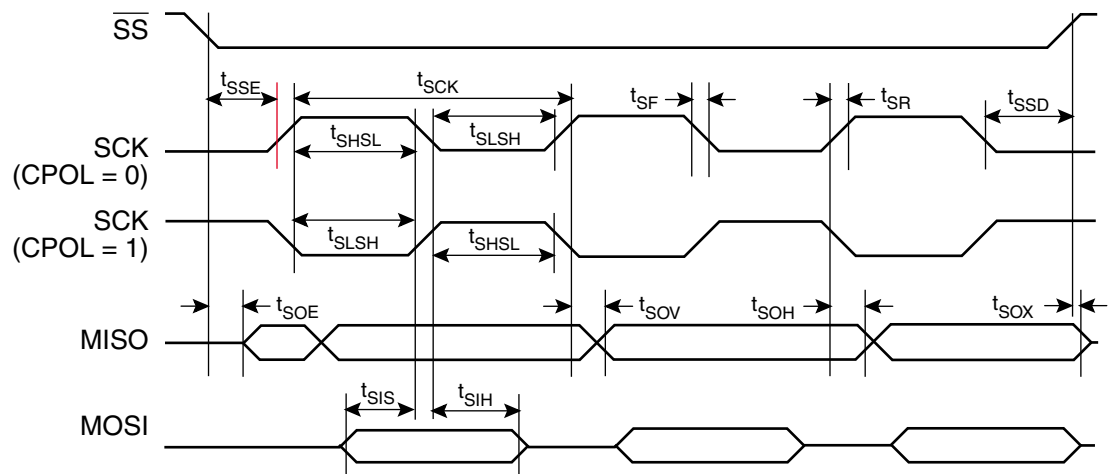 SS
tSSE
tSCK
tSF
tSR
tSSD
SCK
(CPOL = 0)
tSHSL
tSLSH
SCK
(CPOL = 1)
tSLSH
tSHSL
tSOE
tSOV
tSOH
tSOX
MISO
tSIS
tSIH
MOSI